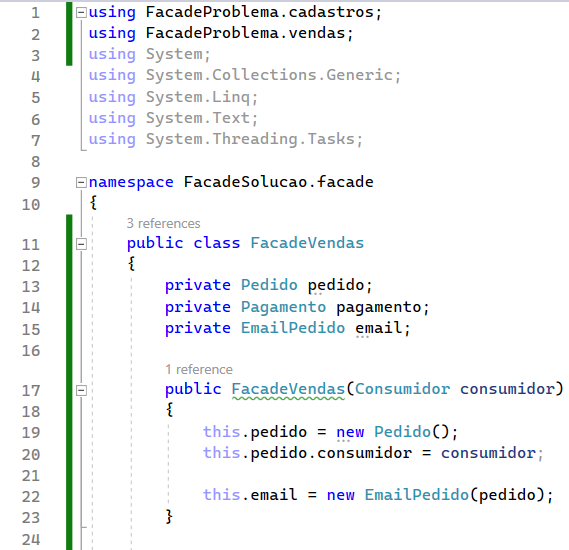 1 using FacadeProblema.cadastros;
2 using FacadeProblema.vendas;
3 using System;
4 using System.Collections.Generic;
5 using System.Linq;
6 using System.Text;
7 using System.Threading.Tasks;
8
9 namespace FacadeSolucao.facade
10 {
3 references
11 public class FacadeVendas
12 {
13 private Pedido pedido;
14 private Pagamento pagamento;
15 private EmailPedido email;
16
1 reference
17 public FacadeVendas(Consumidor consumidor)
18 {
19 this.pedido = new Pedido();
20 this.pedido.consumidor = consumidor;
21
22 this.email = new EmailPedido(pedido);
23 }
24